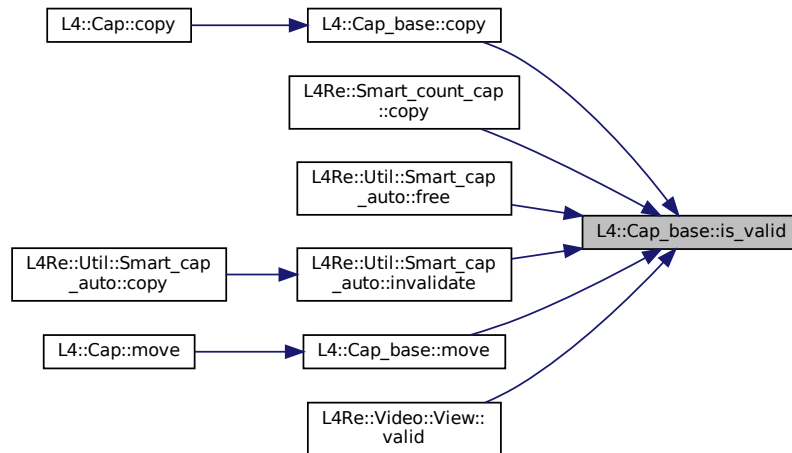 L4::Cap::copy
L4::Cap_base::copy
L4Re::Smart_count_cap
::copy
L4Re::Util::Smart_cap
_auto::free
L4::Cap_base::is_valid
L4Re::Util::Smart_cap
_auto::copy
L4Re::Util::Smart_cap
_auto::invalidate
L4::Cap::move
L4::Cap_base::move
L4Re::Video::View::
valid